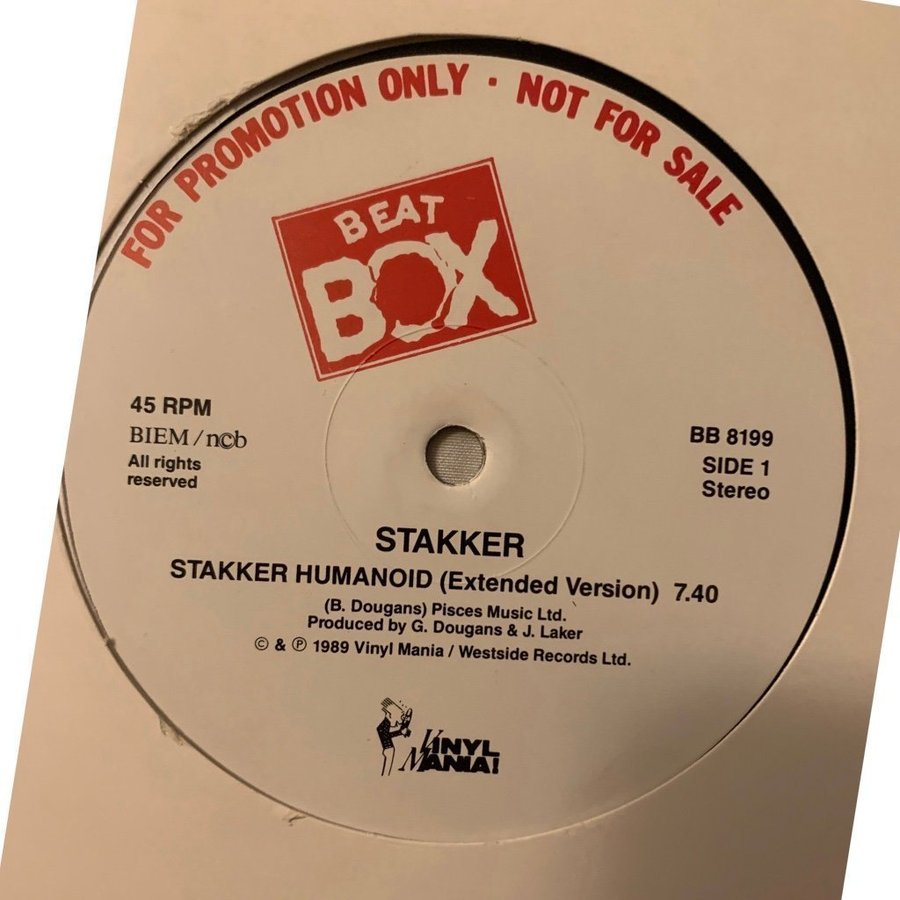 FOR PROMOTION ONLY · NOT FOR SALE
BEAT
BOX
45 RPM
BIEM / n©b
All rights
reserved
BB 8199
SIDE 1
Stereo
STAKKER
STAKKER HUMANOID (Extended Version) 7.40
(B. Dougans) Pisces Music Ltd.
Produced by G. Dougans & J. Laker
© & ℗ 1989 Vinyl Mania / Westside Records Ltd.
VINYL
MANIA!